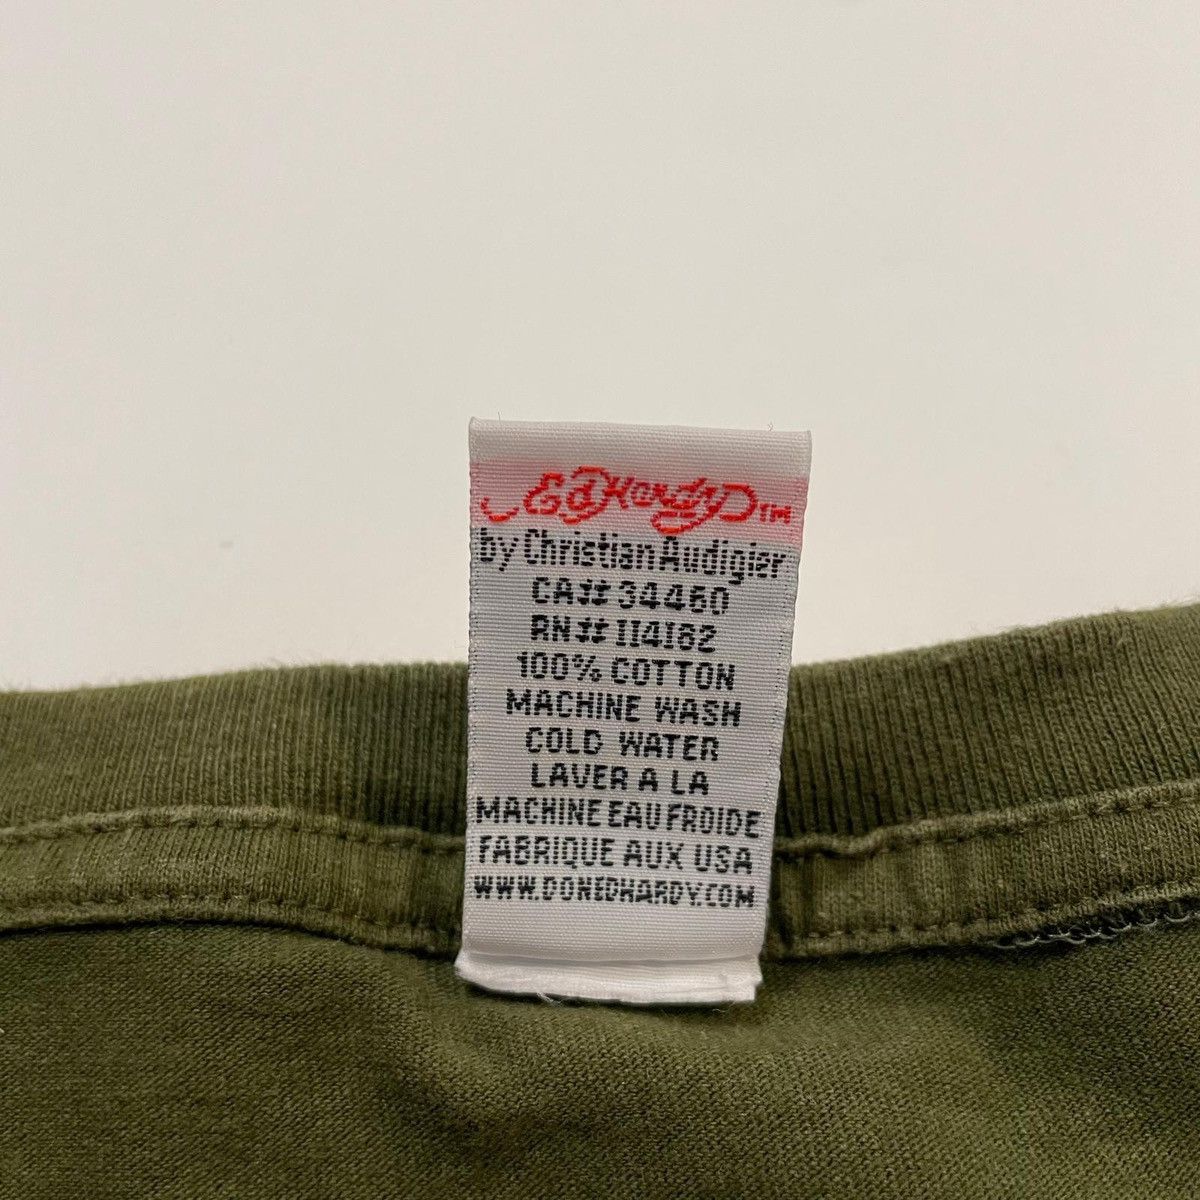 Ed Hardy TM
by Christian Audigier
CA# 34460
RN# 114182
100% COTTON
MACHINE WASH
COLD WATER
LAVER A LA
MACHINE EAU FROIDE
FABRIQUE AUX USA
WWW.DONEDHARDY.COM